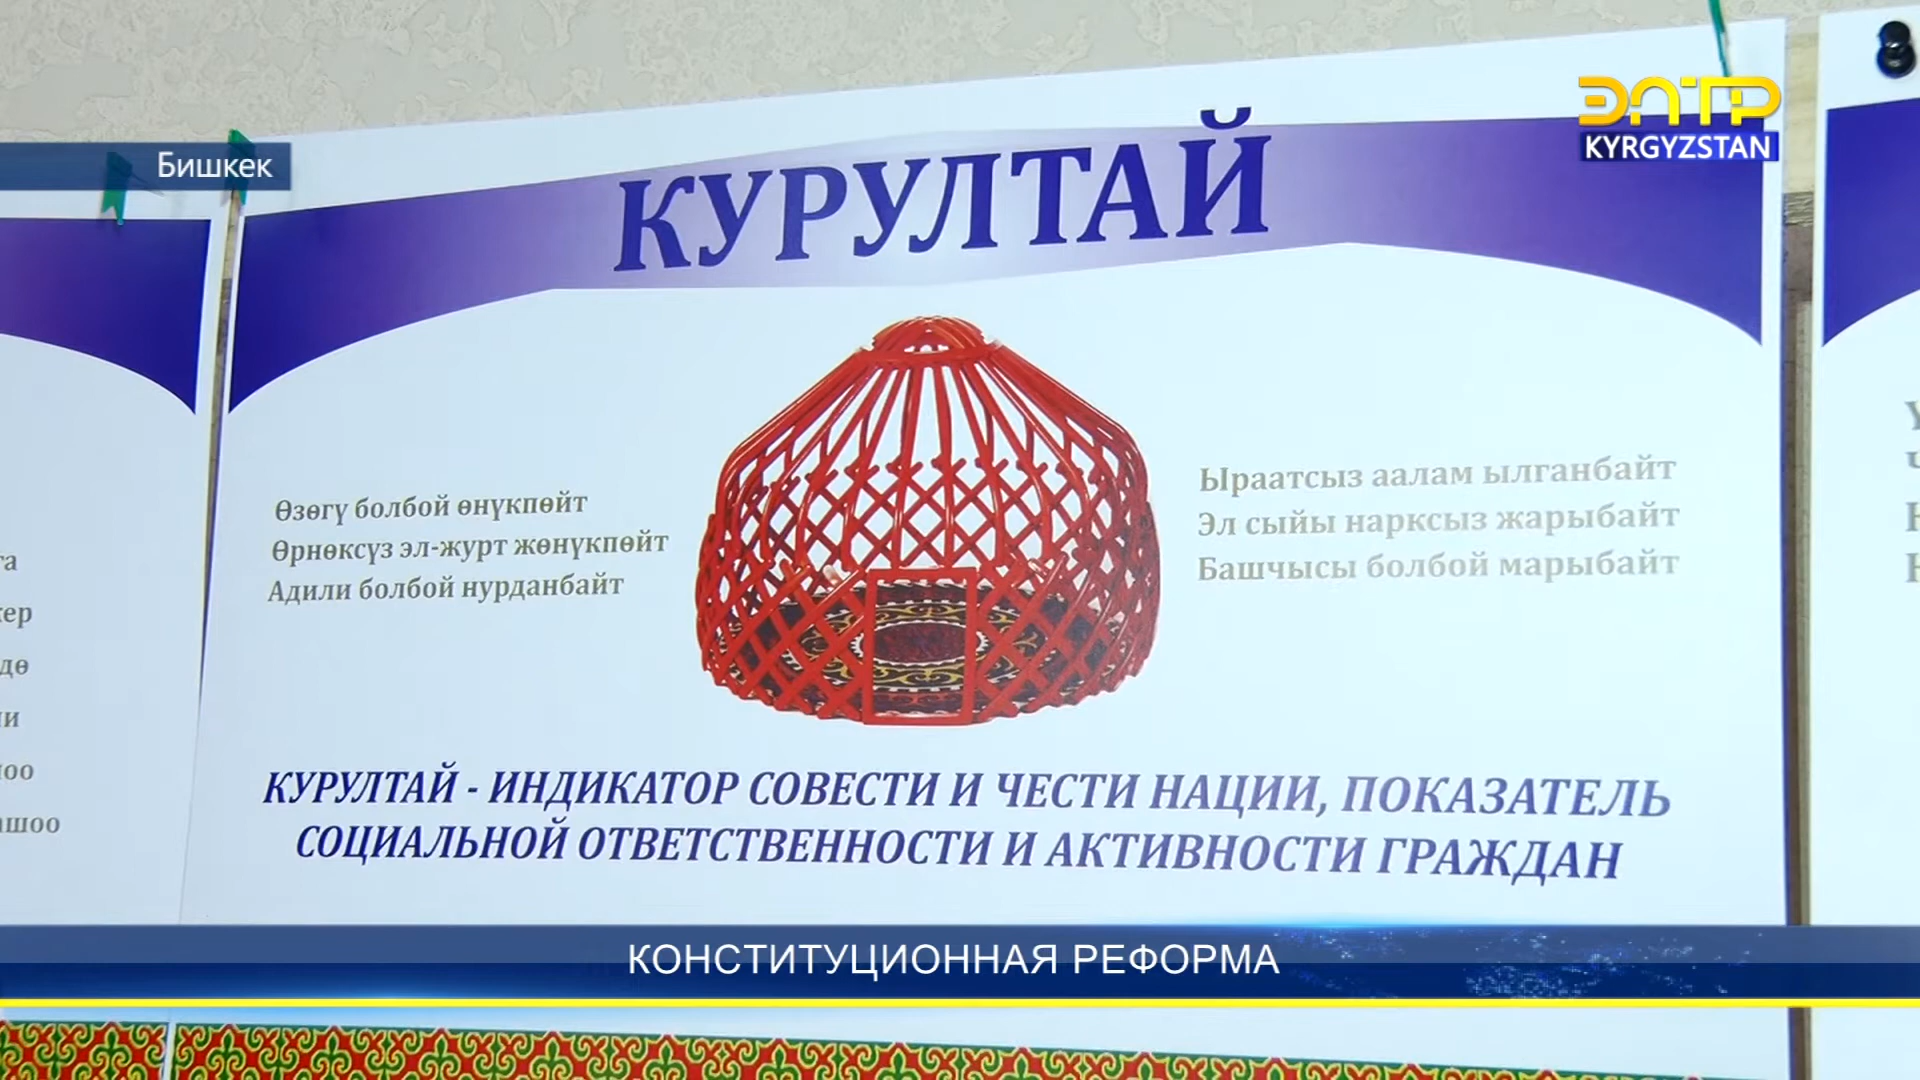 ЭЛТР
KYRGYZSTAN
Бишкек
КУРУЛТАЙ
Өзөгү болбой өнүкпөйт
Өрнөксүз эл-журт жөнүкпөйт
Адили болбой нурданбайт
Ыраатсыз аалам ылганбайт
Эл сыйы нарксыз жарыбайт
Башчысы болбой марыбайт
КУРУЛТАЙ - ИНДИКАТОР СОВЕСТИ И ЧЕСТИ НАЦИИ, ПОКАЗАТЕЛЬ
СОЦИАЛЬНОЙ ОТВЕТСТВЕННОСТИ И АКТИВНОСТИ ГРАЖДАН
КОНСТИТУЦИОННАЯ РЕФОРМА